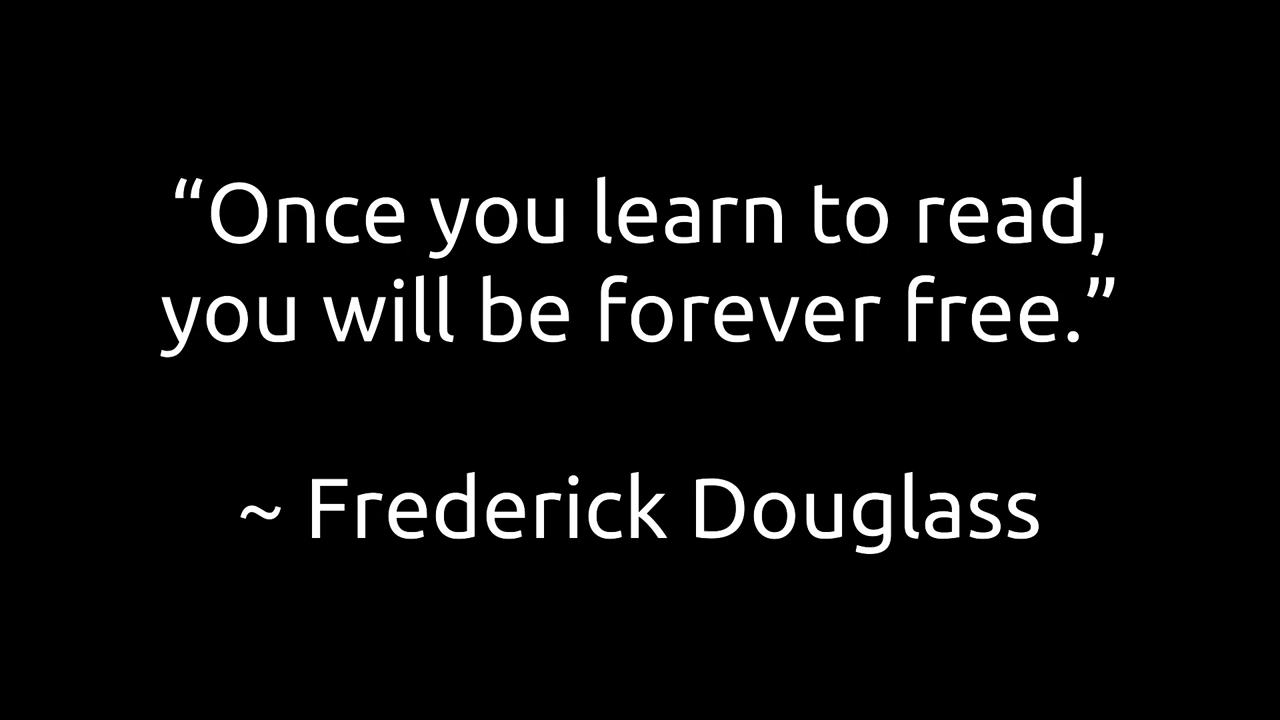 “Once you learn to read,
you will be forever free.”
~ Frederick Douglass